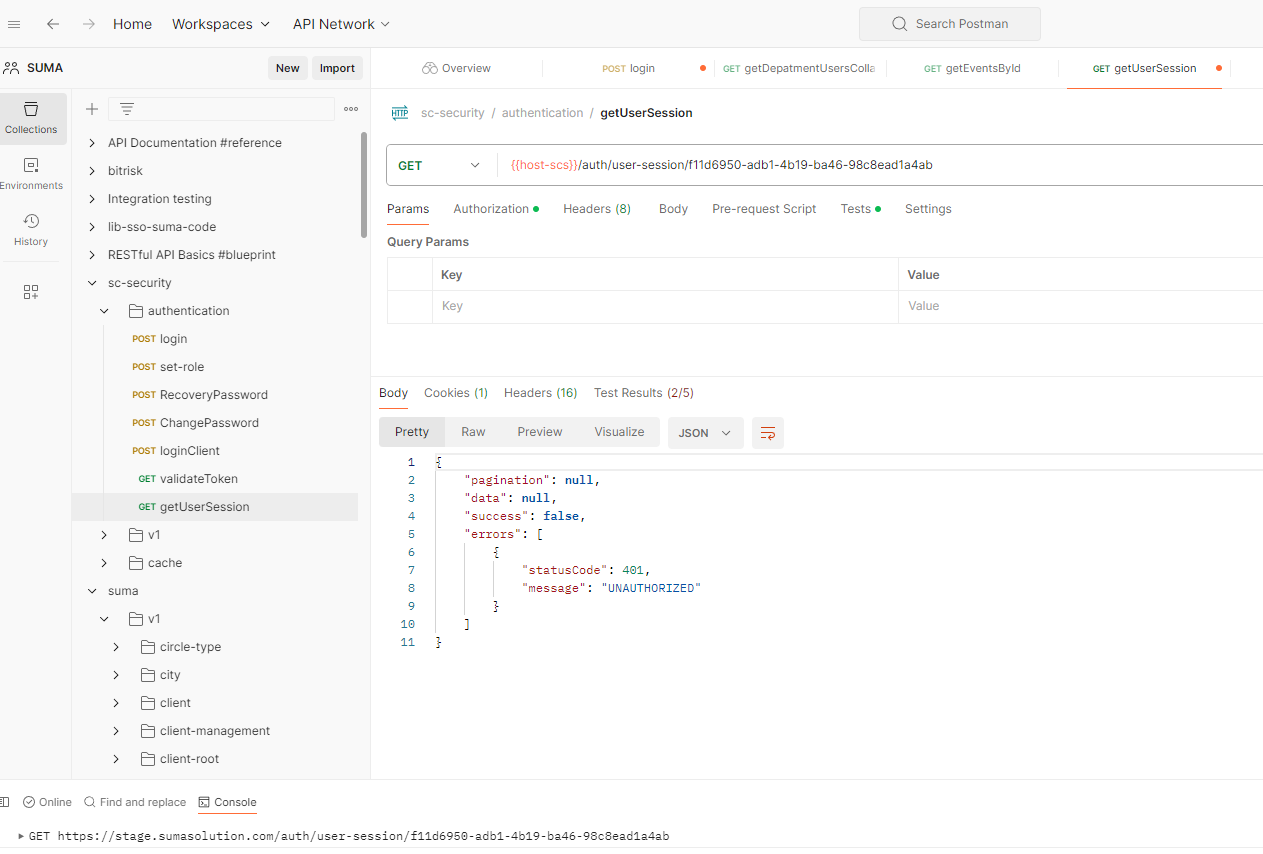 Home Workspaces API Network Search Postman
SUMA New Import
Overview POST login GET getDepatmentUsersColla GET getEventsById GET getUserSession
Collections
Environments
History
API Documentation #reference
bitrisk
Integration testing
lib-sso-suma-code
RESTful API Basics #blueprint
sc-security
authentication
POST login
POST set-role
POST RecoveryPassword
POST ChangePassword
POST loginClient
GET validateToken
GET getUserSession
v1
cache
suma
v1
circle-type
city
client
client-management
client-root
HTTP sc-security / authentication / getUserSession
GET {{host-scs}}/auth/user-session/f11d6950-adb1-4b19-ba46-98c8ead1a4ab
Params Authorization Headers (8) Body Pre-request Script Tests Settings
Query Params
Key Value
Key Value
Body Cookies (1) Headers (16) Test Results (2/5)
Pretty Raw Preview Visualize JSON
1 {
2 "pagination": null,
3 "data": null,
4 "success": false,
5 "errors": [
6 {
7 "statusCode": 401,
8 "message": "UNAUTHORIZED"
9 }
10 ]
11 }
Online Find and replace Console
GET https://stage.sumasolution.com/auth/user-session/f11d6950-adb1-4b19-ba46-98c8ead1a4ab